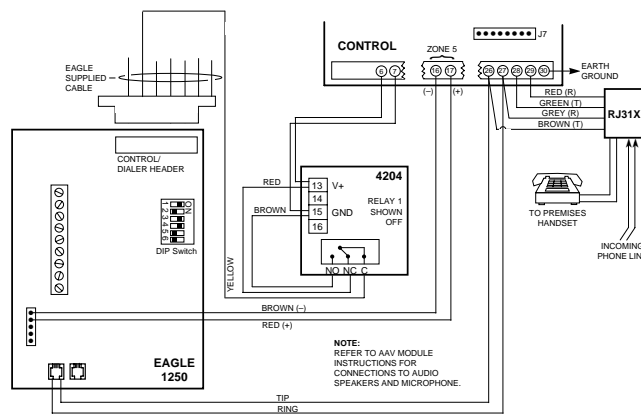 CONTROL
ZONE 5
J7
6 7
16 17
26 27 28 29 30
(–) (+)
EARTH
GROUND
EAGLE
SUPPLIED
CABLE
RED (R)
GREEN (T)
GREY (R)
BROWN (T)
RJ31X
CONTROL/
DIALER HEADER
ON
1 2 3 4 5 6
DIP Switch
4204
RED
13 V+
14
BROWN
15 GND
16
RELAY 1
SHOWN
OFF
NO NC C
YELLOW
TO PREMISES
HANDSET
INCOMING
PHONE LIN
BROWN (–)
RED (+)
NOTE:
REFER TO AAV MODULE
INSTRUCTIONS FOR
CONNECTIONS TO AUDIO
SPEAKERS AND MICROPHONE.
EAGLE
1250
TIP
RING